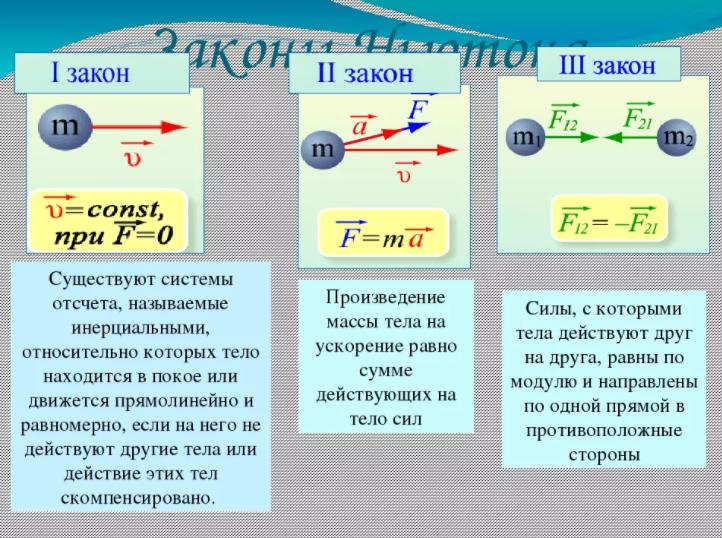 Законы Ньютона
I закон
II закон
III закон
m
υ
υ=const,
при F=0
m
a
F
υ
F=ma
m1
F12
F21
m2
F12 = –F21
Существуют системы
отсчета, называемые
инерциальными,
относительно которых тело
находится в покое или
движется прямолинейно и
равномерно, если на него не
действуют другие тела или
действие этих тел
скомпенсировано.
Произведение
массы тела на
ускорение равно
сумме
действующих на
тело сил
Силы, с которыми
тела действуют друг
на друга, равны по
модулю и направлены
по одной прямой в
противоположные
стороны